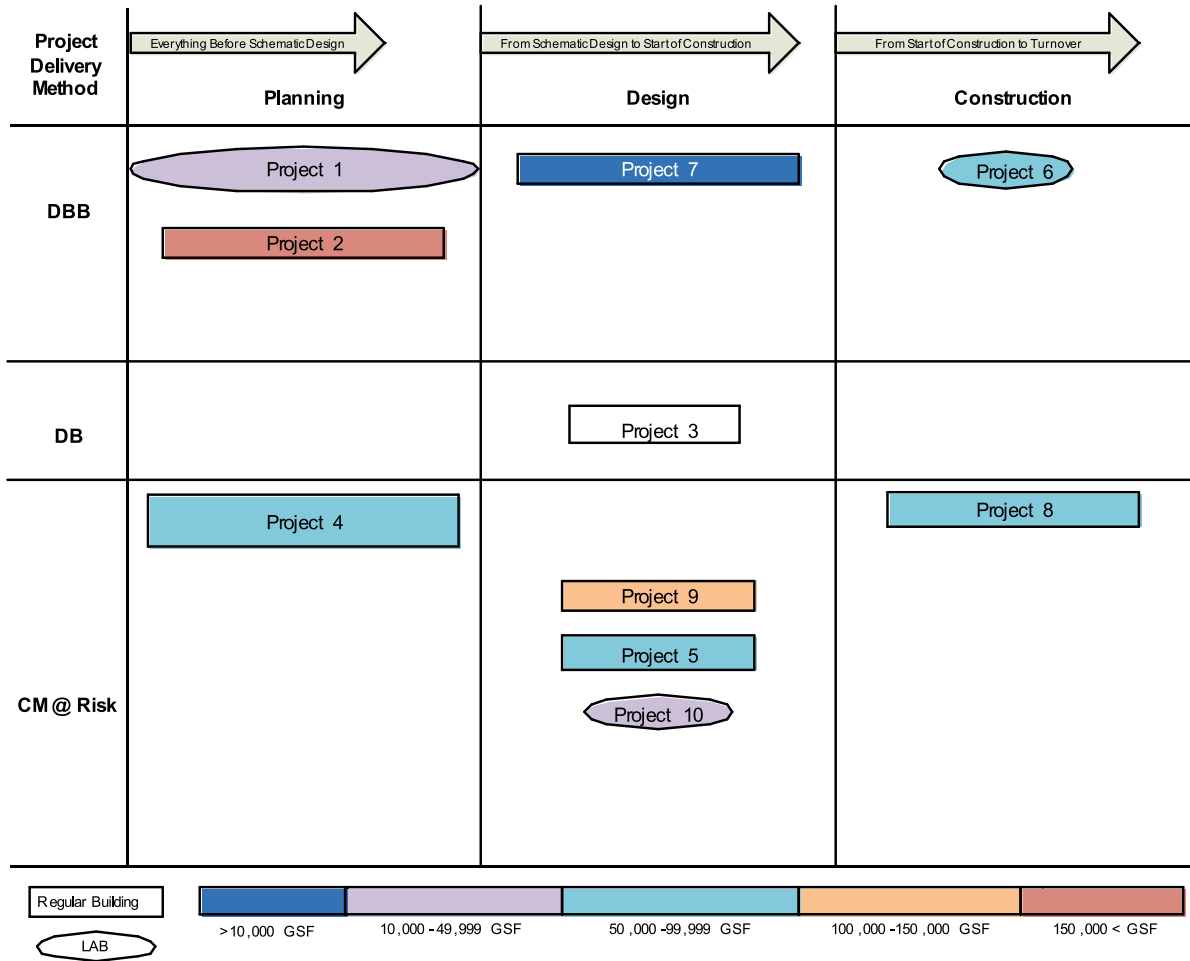 Project
Delivery
Method
Everything Before Schematic Design
From Schematic Design to Start of Construction
From Start of Construction to Turnover
Planning
Design
Construction
DBB
Project 1
Project 7
Project 6
Project 2
DB
Project 3
CM @ Risk
Project 4
Project 8
Project 9
Project 5
Project 10
Regular Building
LAB
>10,000 GSF
10,000-49,999 GSF
50,000-99,999 GSF
100,000-150,000 GSF
150,000 < GSF